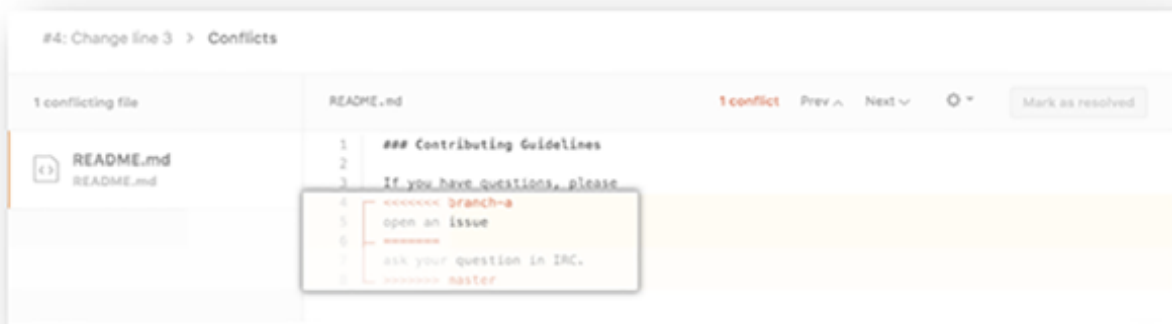 #4: Change line 3 > Conflicts
1 conflicting file
README.md
1 conflict Prev Next
Mark as resolved
README.md
README.md
1 ### Contributing Guidelines
2
3 If you have questions, please
4 <<<<<<< branch-a
5 open an issue
6 =======
7 ask your question in IRC.
8 >>>>>>> master